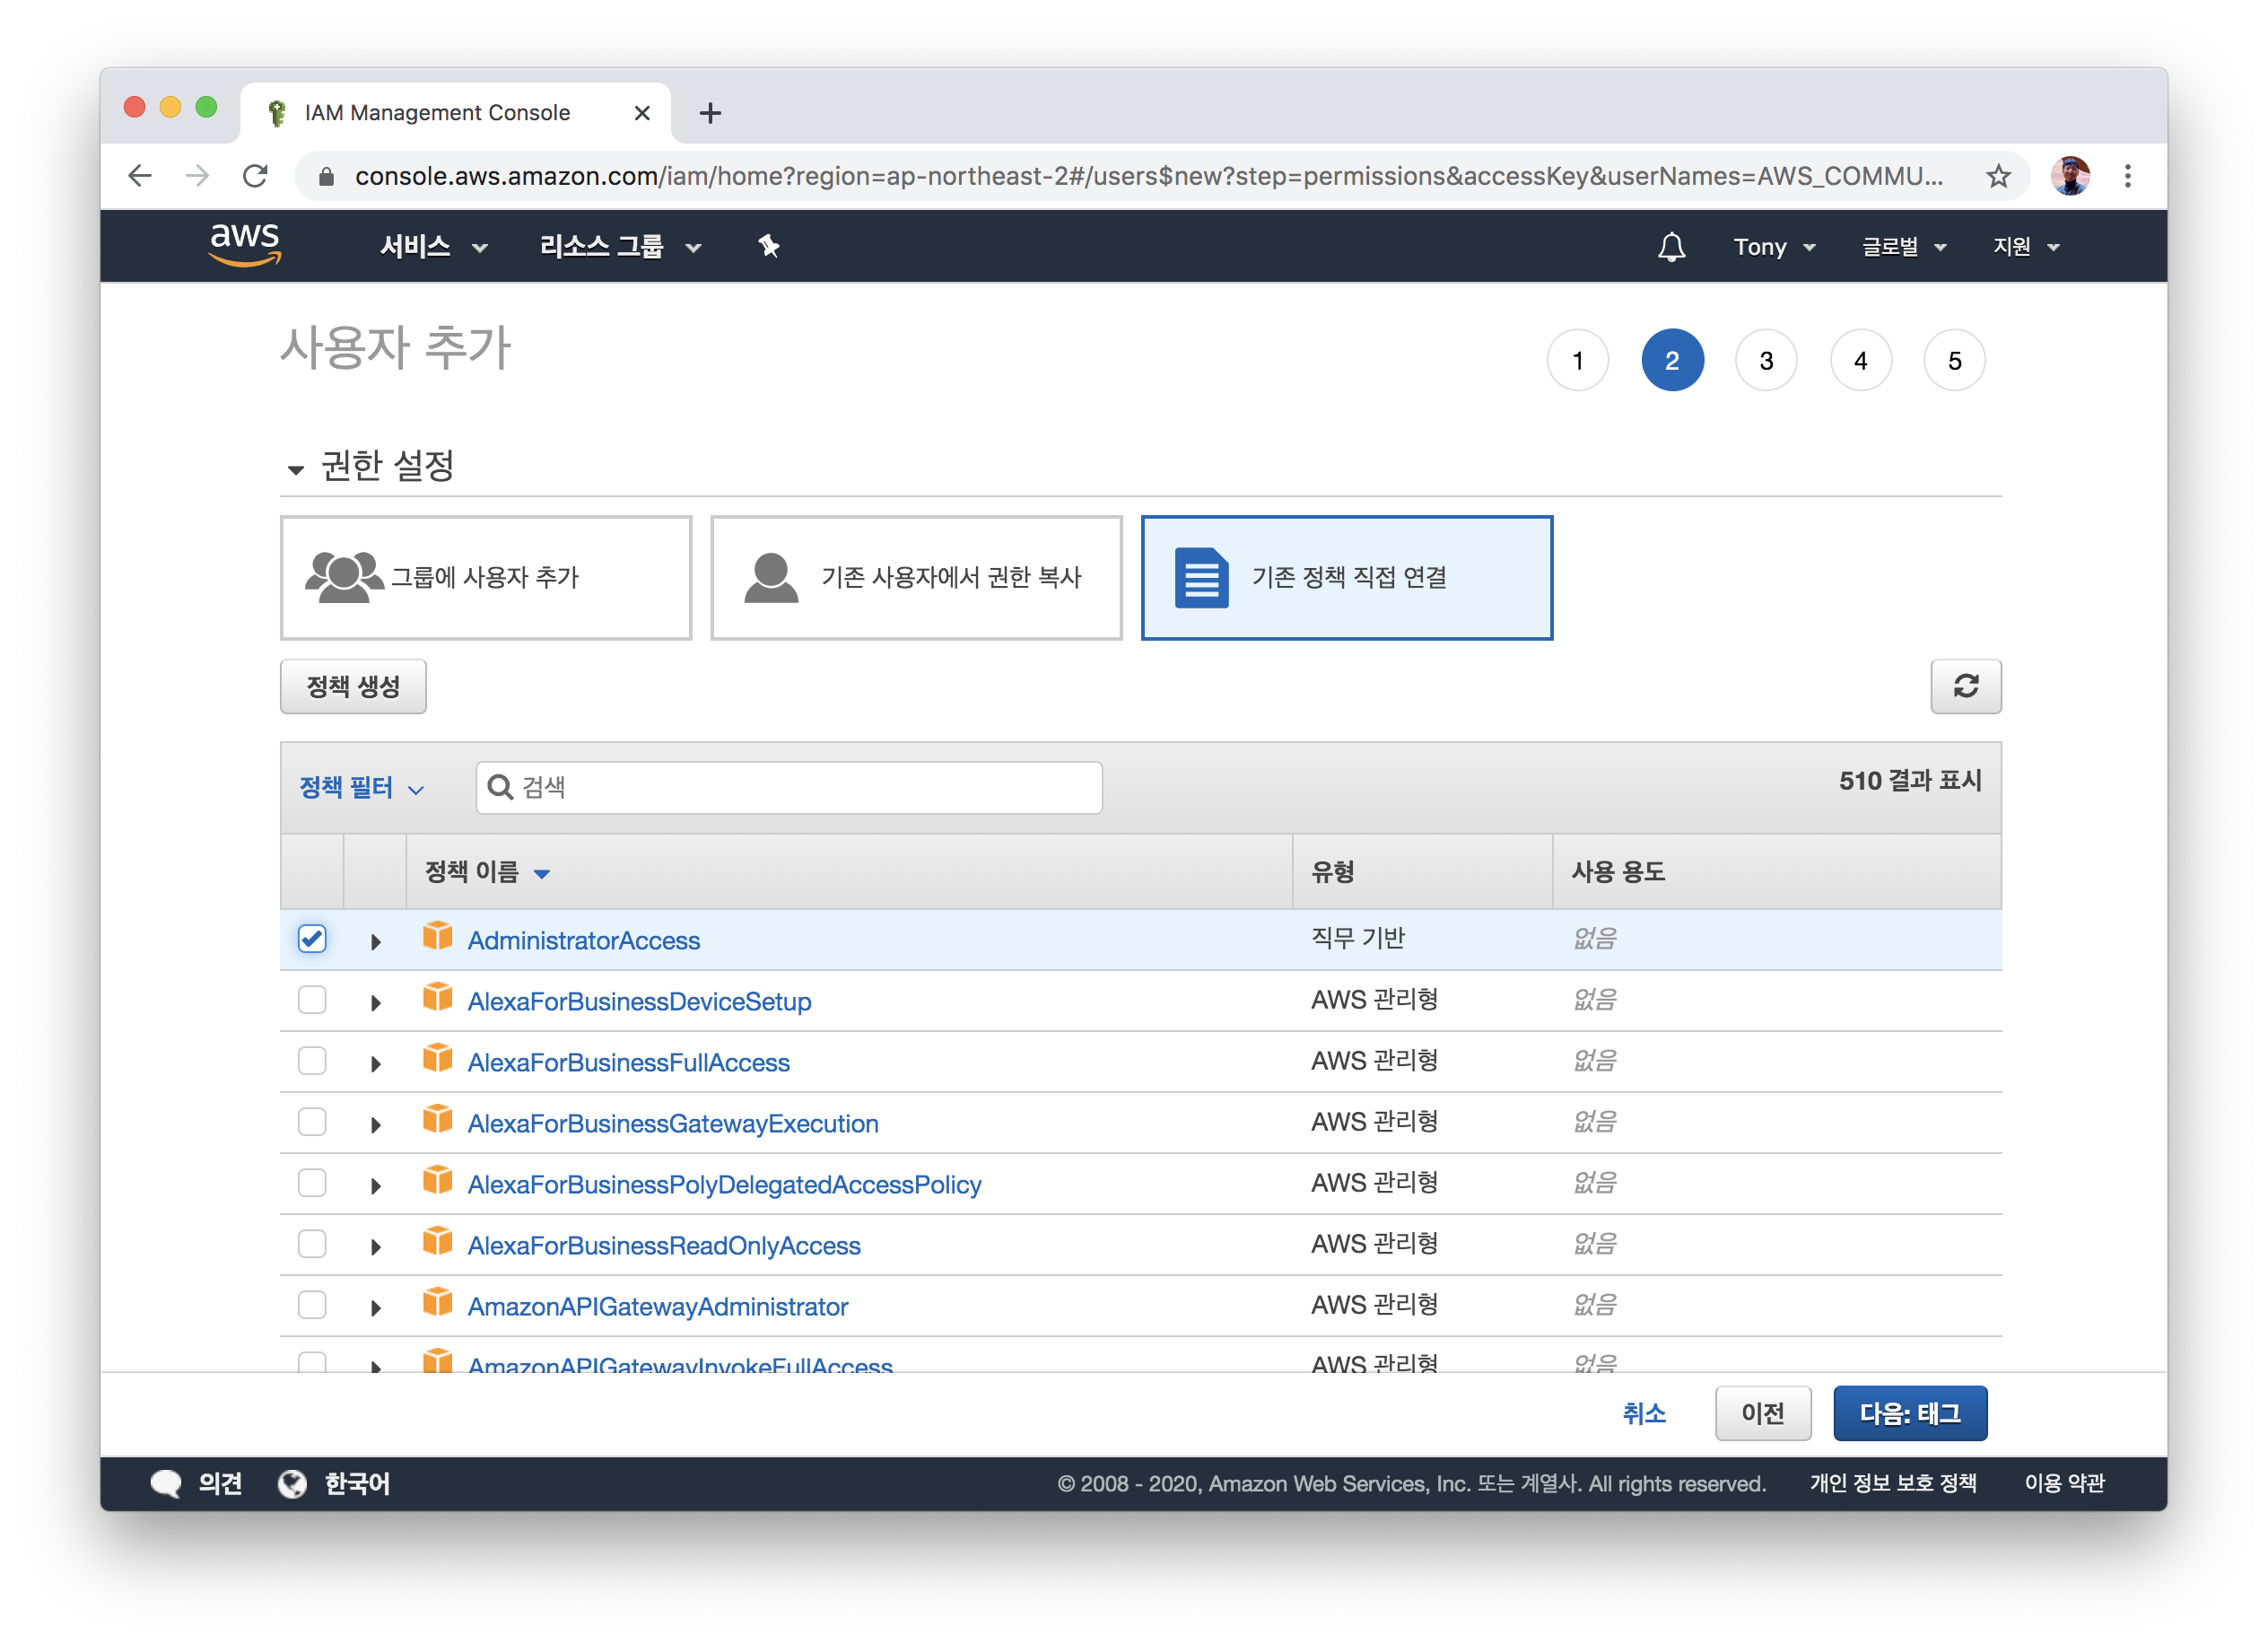 IAM Management Console
console.aws.amazon.com/iam/home?region=ap-northeast-2#/users$new?step=permissions&accessKey&userNames=AWS_COMMU...
aws 서비스 리소스 그룹 Tony 글로벌 지원
사용자 추가 1 2 3 4 5
권한 설정
그룹에 사용자 추가 기존 사용자에서 권한 복사 기존 정책 직접 연결
정책 생성
정책 필터 검색 510 결과 표시
정책 이름 유형 사용 용도
AdministratorAccess 직무 기반 없음
AlexaForBusinessDeviceSetup AWS 관리형 없음
AlexaForBusinessFullAccess AWS 관리형 없음
AlexaForBusinessGatewayExecution AWS 관리형 없음
AlexaForBusinessPolyDelegatedAccessPolicy AWS 관리형 없음
AlexaForBusinessReadOnlyAccess AWS 관리형 없음
AmazonAPIGatewayAdministrator AWS 관리형 없음
AmazonAPIGatewayInvokeFullAccess AWS 관리형 없음
취소 이전 다음: 태그
의견 한국어 © 2008 - 2020, Amazon Web Services, Inc. 또는 계열사. All rights reserved. 개인 정보 보호 정책 이용 약관